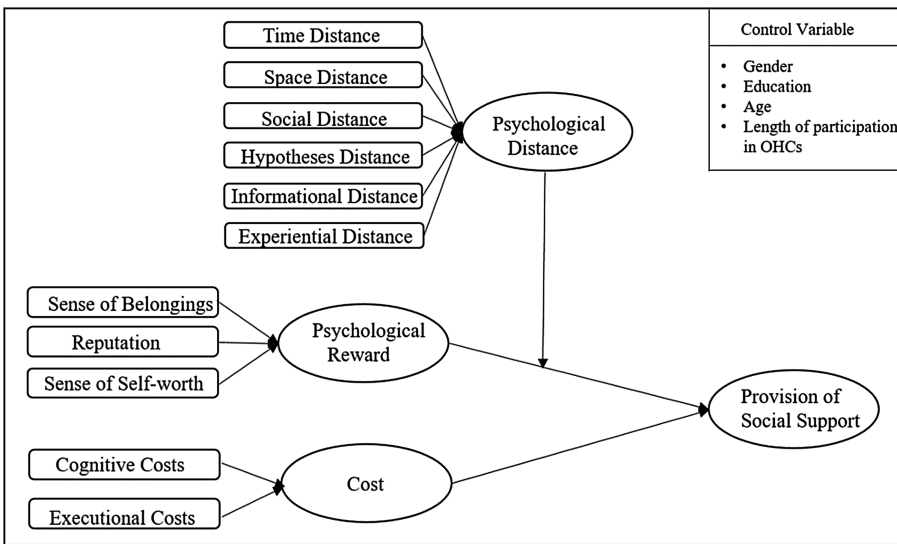 Time Distance
Space Distance
Social Distance
Hypotheses Distance
Informational Distance
Experiential Distance
Psychological
Distance
Control Variable
• Gender
• Education
• Age
• Length of participation
in OHCs
Sense of Belongings
Reputation
Sense of Self-worth
Psychological
Reward
Provision of
Social Support
Cognitive Costs
Executional Costs
Cost